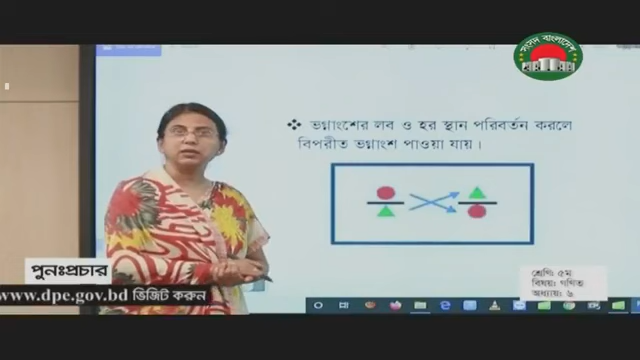 সংসদ বাংলাদেশ
❖ ভগ্নাংশের লব ও হর স্থান পরিবর্তন করলে
বিপরীত ভগ্নাংশ পাওয়া যায়।
পুনঃপ্রচার
www.dpe.gov.bd ভিজিট করুন
শ্রেণি: ৫ম
বিষয়: গণিত
অধ্যায়: ৬